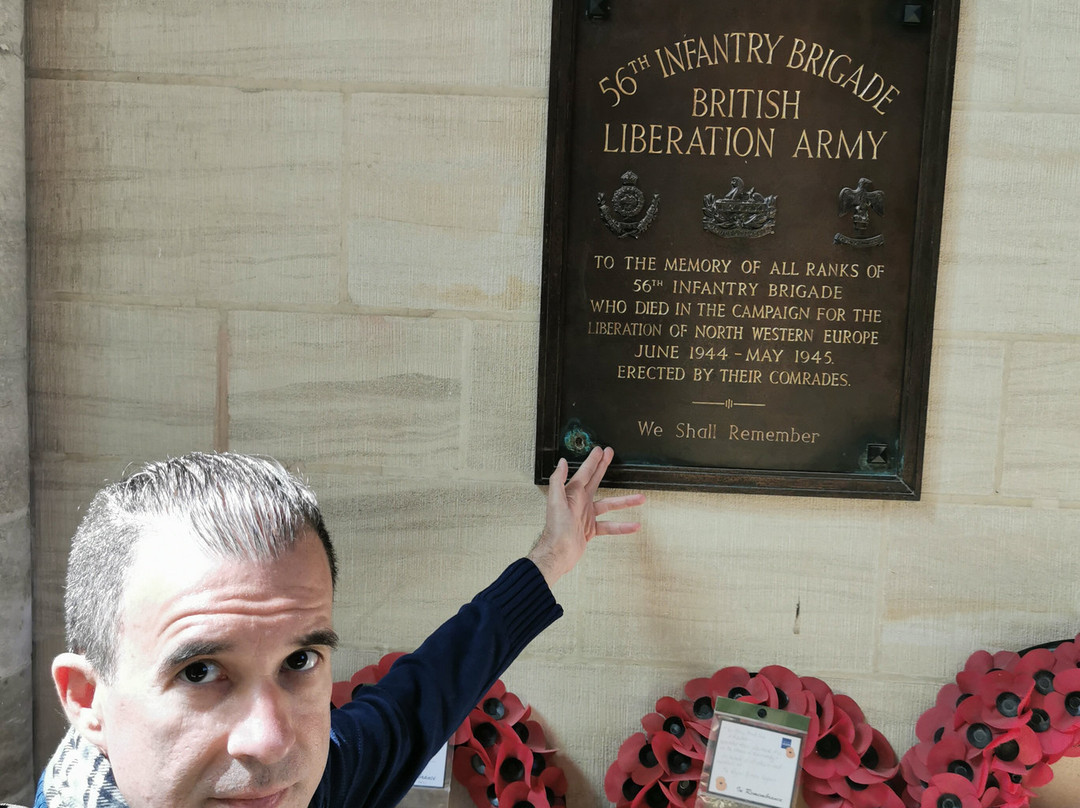 56TH INFANTRY BRIGADE
BRITISH
LIBERATION ARMY
TO THE MEMORY OF ALL RANKS OF
56TH INFANTRY BRIGADE
WHO DIED IN THE CAMPAIGN FOR THE
LIBERATION OF NORTH WESTERN EUROPE
JUNE 1944 - MAY 1945.
ERECTED BY THEIR COMRADES.
We Shall Remember
In Remembrance